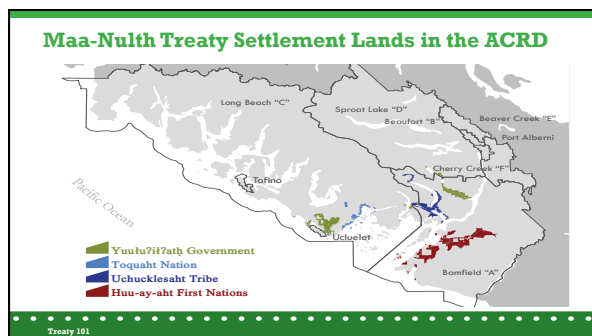 Maa-Nulth Treaty Settlement Lands in the ACRD
Long Beach "C"
Sproat Lake "D"
Beaufort "B"
Beaver Creek "E"
Port Alberni
Cherry Creek "F"
Tofino
Pacific Ocean
Ucluelet
Bamfield "A"
Yuułuʔiłʔatḥ Government
Toquaht Nation
Uchucklesaht Tribe
Huu-ay-aht First Nations
Treaty 101